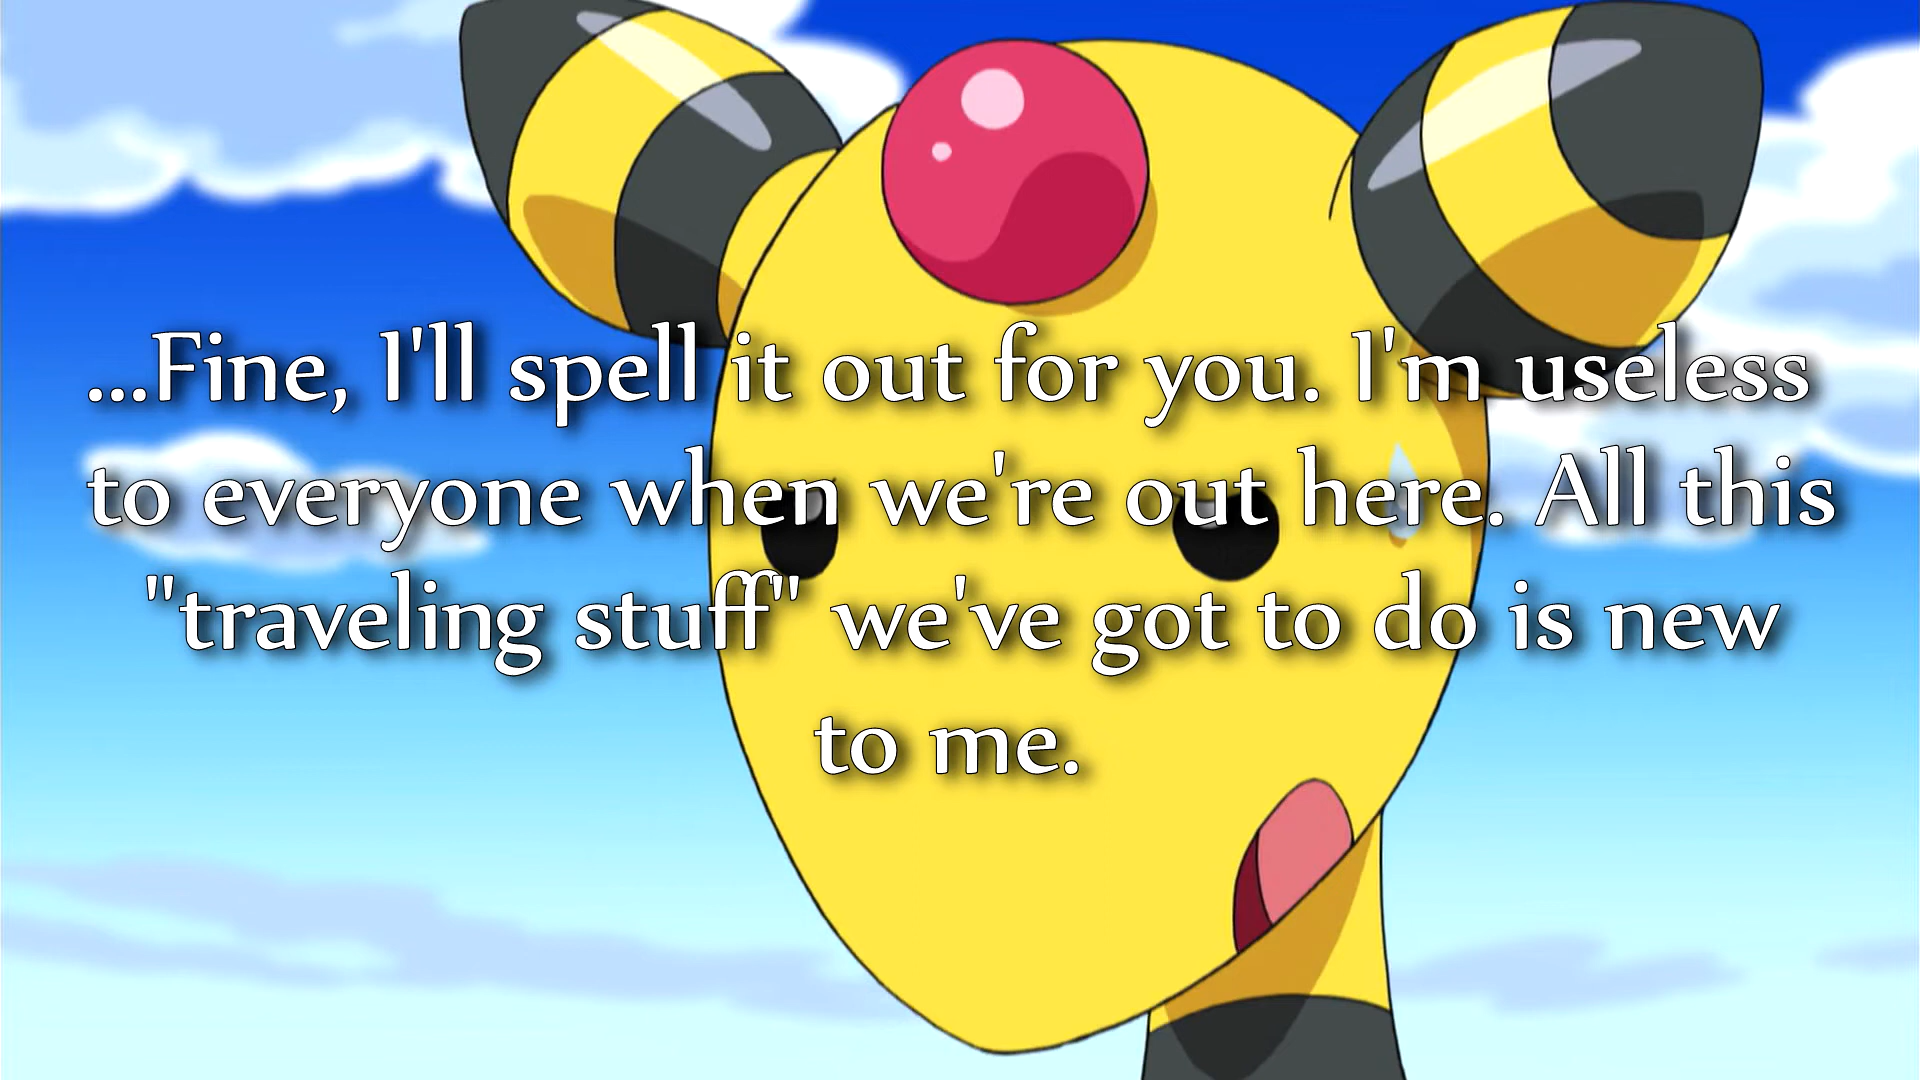 ...Fine, I'll spell it out for you. I'm useless
to everyone when we're out here. All this
"traveling stuff" we've got to do is new
to me.